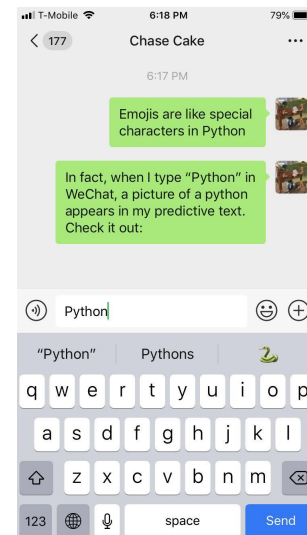 T-Mobile 6:18 PM 79%
177 Chase Cake ...
6:17 PM
Emojis are like special
characters in Python
In fact, when I type “Python” in
WeChat, a picture of a python
appears in my predictive text.
Check it out:
Python
“Python” Pythons 🐍
q w e r t y u i o p
a s d f g h j k l
z x c v b n m
123 space Send